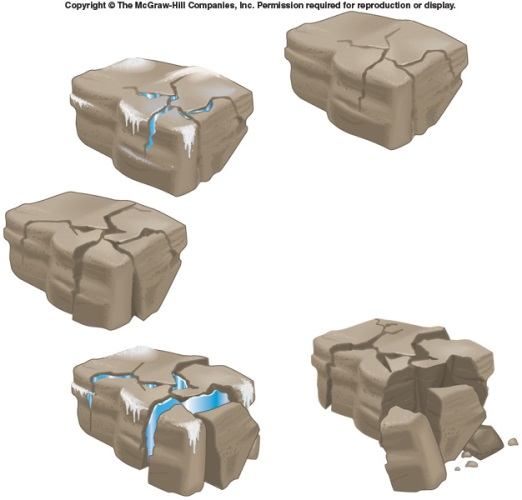 Copyright © The McGraw-Hill Companies, Inc. Permission required for reproduction or display.